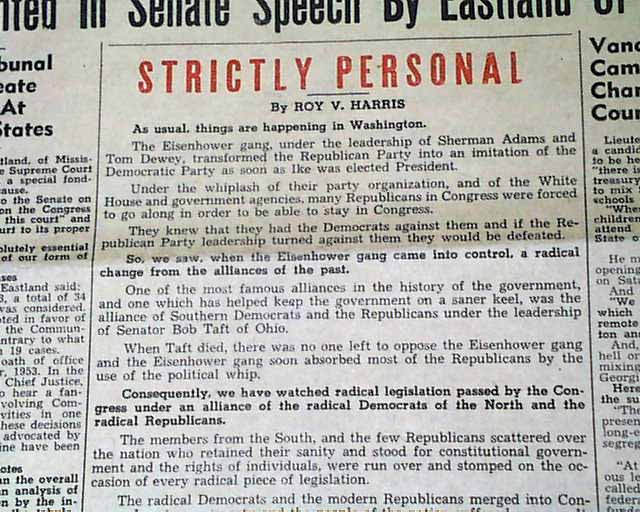 nted In Senate Speech By Eastland Of
bunal
eate
At
States
tland, of Missis-
e Supreme Court
a special fond-
ause.
to the Senate on
on the Congress
this court" and
urt to its proper
olutely essential
of our form of
ses
Eastland said:
3, a total of 34
was considered.
oted in favor of
the Commun-
ntrary to what
n 19 cases.
oath of office
, 1953. In the
Chief Justice,
to hear a fan-
volving Com-
vities in one
hese decisions
advocated by
ine have been
otes
n the overall
an analysis of
n by the in-
STRICTLY PERSONAL
By ROY V. HARRIS
As usual, things are happening in Washington.
The Eisenhower gang, under the leadership of Sherman Adams and
Tom Dewey, transformed the Republican Party into an imitation of the
Democratic Party as soon as Ike was elected President.
Under the whiplash of their party organization, and of the White
House and government agencies, many Republicans in Congress were forced
to go along in order to be able to stay in Congress.
They knew that they had the Democrats against them and if the Re-
publican Party leadership turned against them they would be defeated.
So, we saw, when the Eisenhower gang came into control, a radical
change from the alliances of the past.
One of the most famous alliances in the history of the government,
and one which has helped keep the government on a saner keel, was the
alliance of Southern Democrats and the Republicans under the leadership
of Senator Bob Taft of Ohio.
When Taft died, there was no one left to oppose the Eisenhower gang
and the Eisenhower gang soon absorbed most of the Republicans by the
use of the political whip.
Consequently, we have watched radical legislation passed by the Con-
gress under an alliance of the radical Democrats of the North and the
radical Republicans.
The members from the South, and the few Republicans scattered over
the nation who retained their sanity and stood for constitutional govern-
ment and the rights of individuals, were run over and stomped on the oc-
casion of every radical piece of legislation.
The radical Democrats and the modern Republicans merged into Con-
Vand
Cam
Char
Cour
Lieute
a candid
to be he
"there is
treasury
to mix
schools
"When
children
attend
State o
He m
opening
on Satu
And
"We
which
remote
tion an
And,
hell or
mixing
Georgi
Here
the su
"The
presen
long-e
segreg
"At
ous le
called
federa